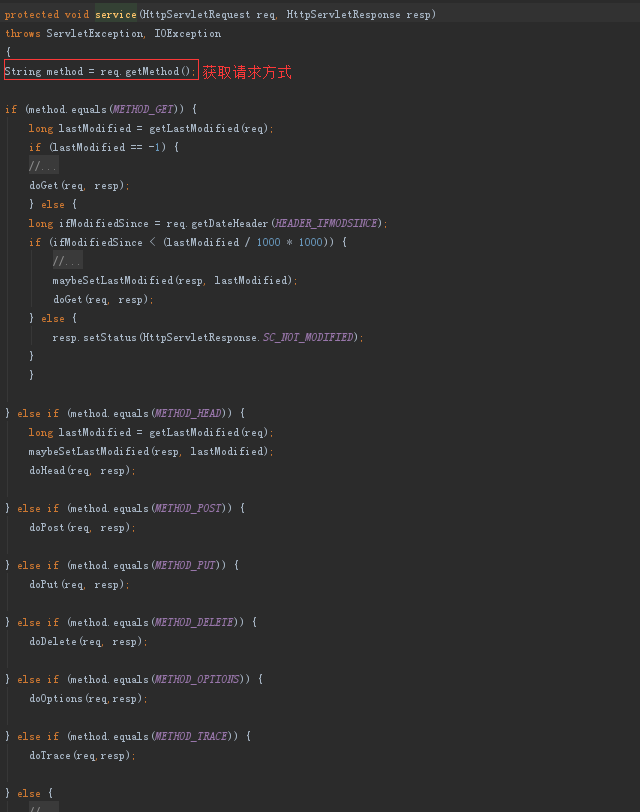 protected void service(HttpServletRequest req, HttpServletResponse resp)
throws ServletException, IOException
{
String method = req.getMethod(); 获取请求方式
if (method.equals(METHOD_GET)) {
long lastModified = getLastModified(req);
if (lastModified == -1) {
//...
doGet(req, resp);
} else {
long ifModifiedSince = req.getDateHeader(HEADER_IFMODSINCE);
if (ifModifiedSince < (lastModified / 1000 * 1000)) {
//...
maybeSetLastModified(resp, lastModified);
doGet(req, resp);
} else {
resp.setStatus(HttpServletResponse.SC_NOT_MODIFIED);
}
}
} else if (method.equals(METHOD_HEAD)) {
long lastModified = getLastModified(req);
maybeSetLastModified(resp, lastModified);
doHead(req, resp);
} else if (method.equals(METHOD_POST)) {
doPost(req, resp);
} else if (method.equals(METHOD_PUT)) {
doPut(req, resp);
} else if (method.equals(METHOD_DELETE)) {
doDelete(req, resp);
} else if (method.equals(METHOD_OPTIONS)) {
doOptions(req,resp);
} else if (method.equals(METHOD_TRACE)) {
doTrace(req,resp);
} else {
//...